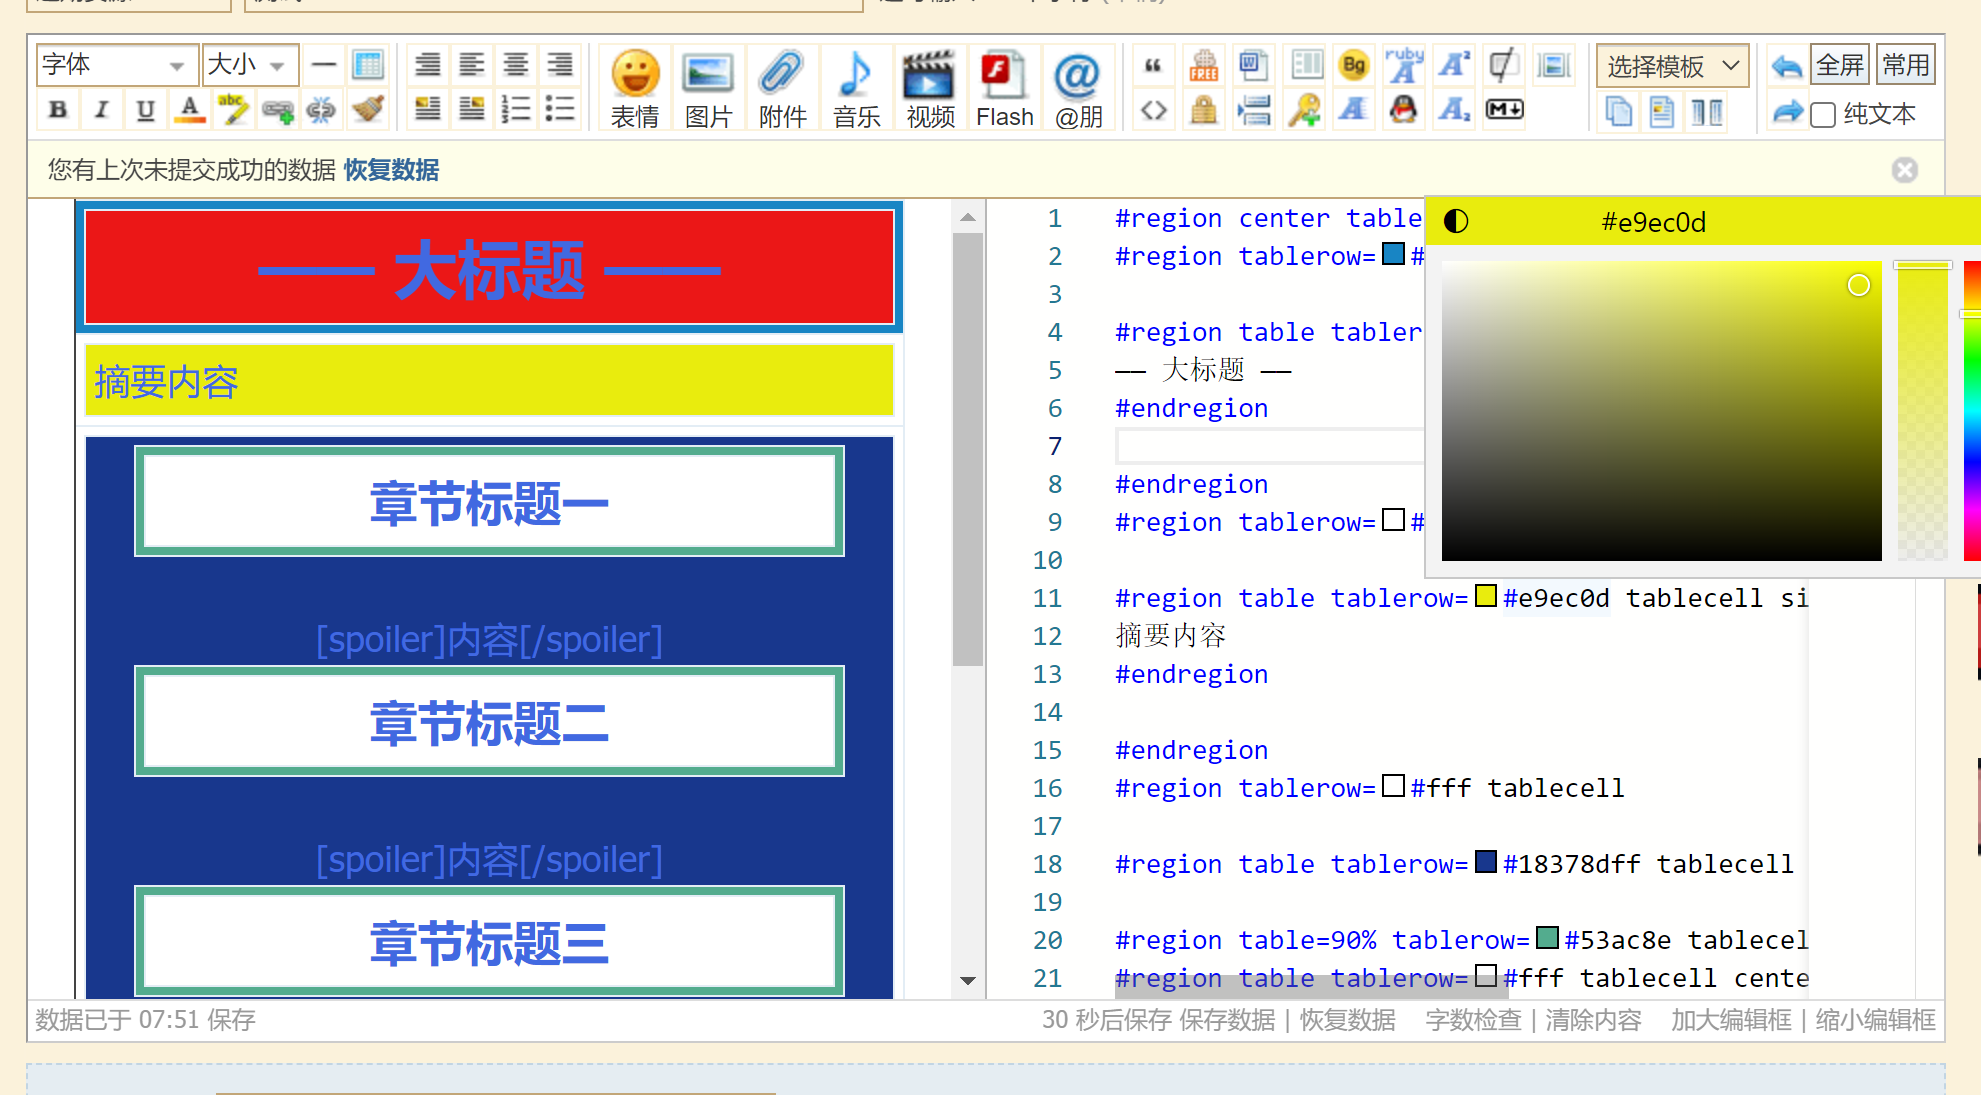 字体
大小
abc
表情
图片
附件
音乐
视频
Flash
@朋
FREE
Bg
ruby
选择模板
全屏
常用
纯文本
您有上次未提交成功的数据 恢复数据
—— 大标题 ——
摘要内容
章节标题一
[spoiler]内容[/spoiler]
章节标题二
[spoiler]内容[/spoiler]
章节标题三
1 #region center table
2 #region tablerow=#
3
4 #region table tabler
5 —— 大标题 ——
6 #endregion
7
8 #endregion
9 #region tablerow=#
10
11 #region table tablerow=#e9ec0d tablecell si
12 摘要内容
13 #endregion
14
15 #endregion
16 #region tablerow=#fff tablecell
17
18 #region table tablerow=#18378dff tablecell
19
20 #region table=90% tablerow=#53ac8e tablecel
21 #region table tablerow=#fff tablecell cente
#e9ec0d
数据已于 07:51 保存
30 秒后保存 保存数据 | 恢复数据 字数检查 | 清除内容 加大编辑框 | 缩小编辑框